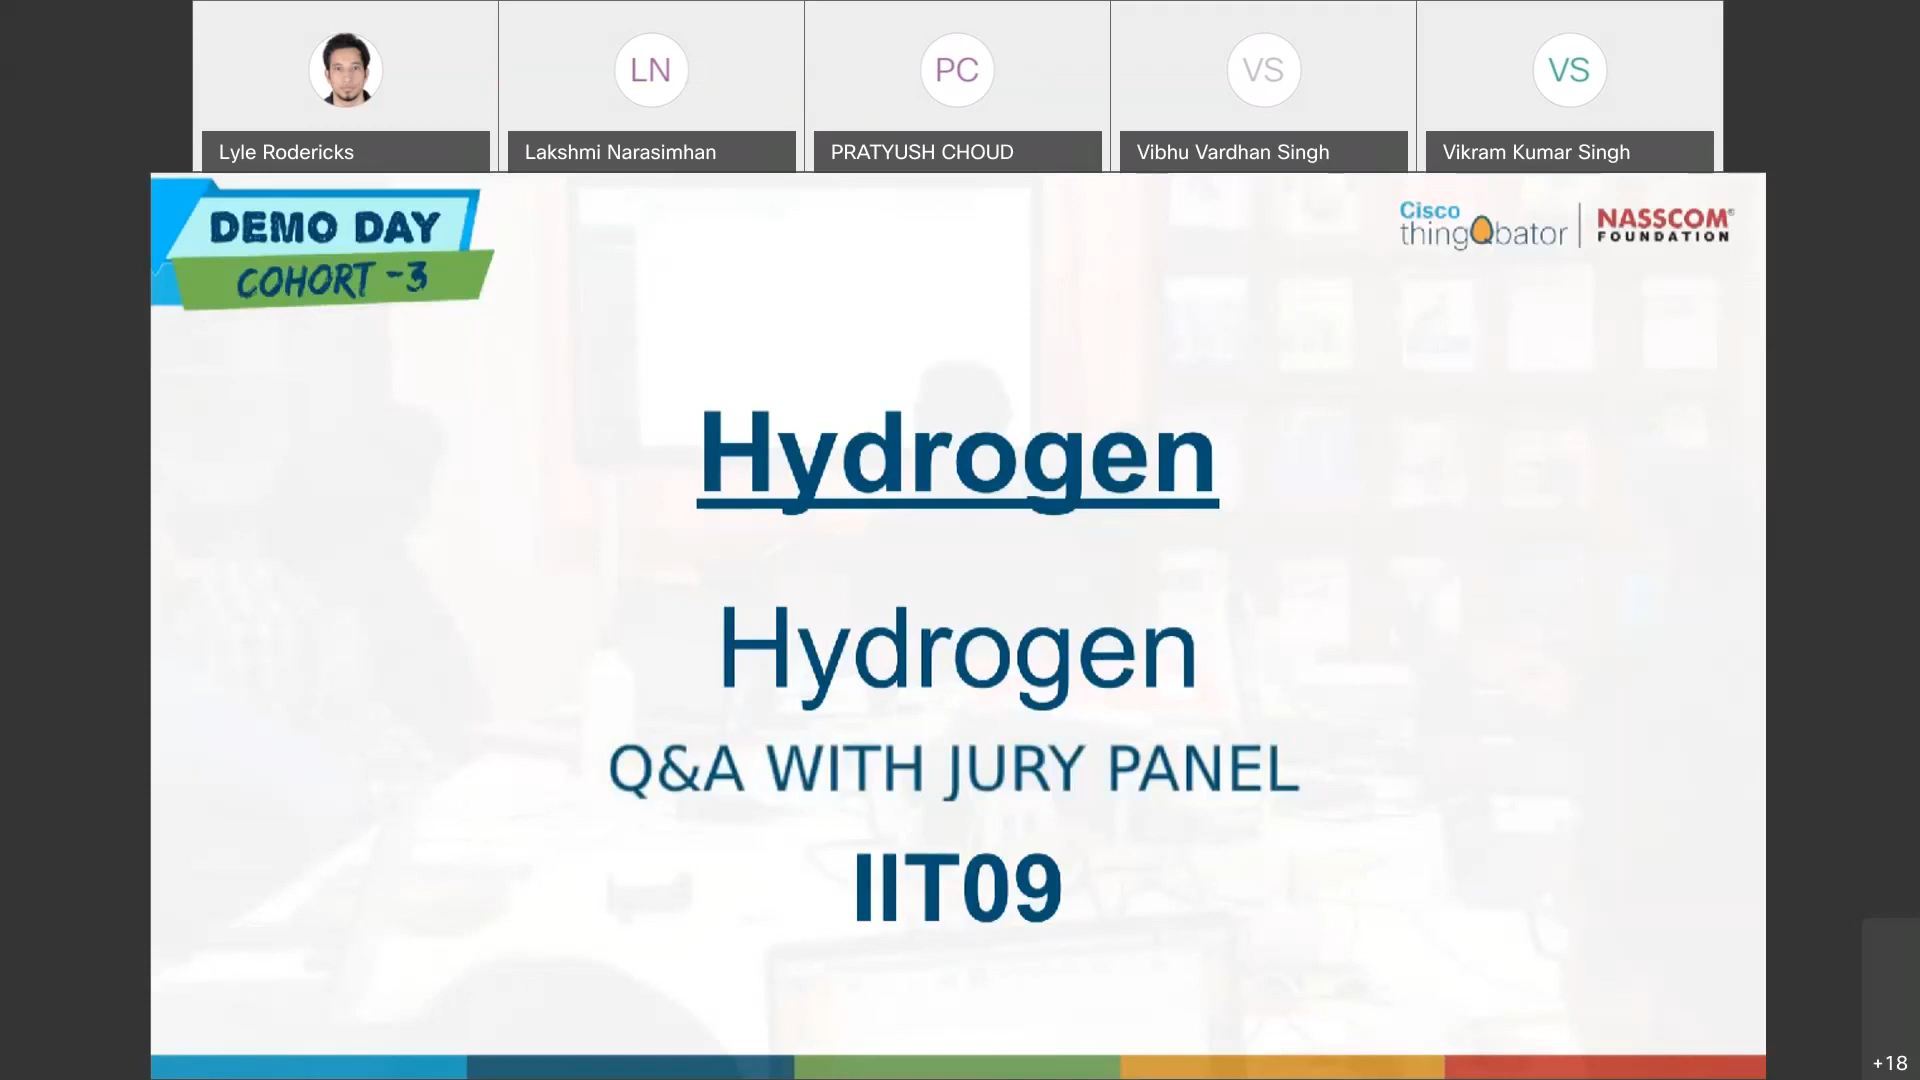 LN
PC
VS
VS
Lyle Rodericks
Lakshmi Narasimhan
PRATYUSH CHOUD
Vibhu Vardhan Singh
Vikram Kumar Singh
DEMO DAY
COHORT -3
Cisco
thingQbator
NASSCOM®
FOUNDATION
Hydrogen
Hydrogen
Q&A WITH JURY PANEL
IIT09
+18